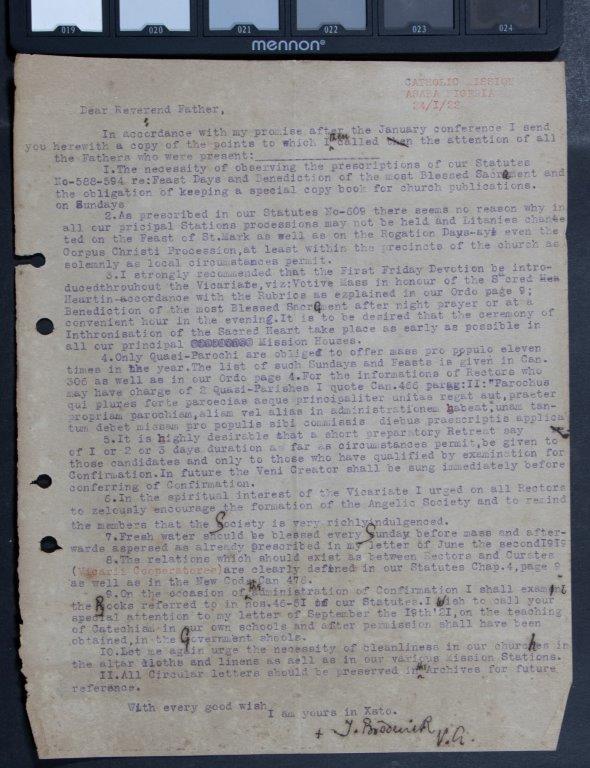 019 020 021 022 023 024
mennon®
CATHOLIC MISSION
ASABA NIGERIA
24/I/22
Dear Reverend Father,
In accordance with my promise after the January conference I send
you herewith a copy of the points to which I then called the attention of all
the Fathers who were present:
I.The necessity of observing the prescriptions of our Statutes
No-588-594 re:Feast Days and Benediction of the most Blessed Sacrament and
the obligation of keeping a special copy book for church publications.
on Sundays
2.As prescribed in our Statutes No-609 there seems no reason why in
all our pricipal Stations processions may not be held and Litanies chan
ted on the Feast of St.Mark as well as on the Rogation Days-ay! even the
Corpus Christi Procession,at least within the precincts of the church as
solemnly as local circumstances permit.
3.I strongly recommended that the First Friday Devotion be intro-
ducedthrouhout the Vicariate,viz:Votive Mass in honour of the Sacred
Heartin-accordance with the Rubrics as explained in our Ordo page 9;
Benediction of the most Blessed Sacrament after night prayer or at a
convenient hour in the evening.It is to be desired that the ceremony of
Inthronisation of the Sacred Heart take place as early as possible in
all our principal Mission Houses.
4.Only Quasi-Parochi are obliged to offer mass pro populo eleven
times in the year.The list of such Sundays and Feasts is given in Can.
306 as well as in our Ordo page 4.For the informations of Rectors who
may have charge of 2 Quasi-Parishes I quote Can.466 parag:II:"Parochus
qui plures forte paroecias aeque principaliter unitas regat aut,praeter
propriam parochiam,aliam vel alias in administrationem habeat,unam tan-
tum debet missam pro populis sibi commissis diebus praescriptis applica
5.It is highly desirable that a short preparatory Retreat say
of I or 2 or 3 days duration as far as circumstances permit,be given to
those candidates and only to those who have qualified by examination for
Confirmation.In future the Veni Creator shall be sung immediately before
conferring of Confirmation.
6.In the spiritual interest of the Vicariate I urged on all Rectors
to zelously encourage the formation of the Angelic Society and to remind
the members that the Society is very richlyindulgenced.
7.Fresh water should be blessed every Sunday before mass and after-
wards aspersed as already prescribed in my letter of June the second1919
8.The relations which should exist as between Rectors and Curates
(Vicarii Cooperatores)are clearly defined in our Statutes Chap.4,page 9
as well as in the New Code Can 476.
9.On the occasion of the administration of Confirmation I shall examine
the Books referred to in nos.46-51 of our Statutes.I wish to call your
special attention to my letter of September the I9th'2I,on the teaching
of Catechism in our own schools and after permission shall have been
obtained,in the Government shools.
IO.Let me again urge the necessity of cleanliness in our churches in
the altar cloths and linens as aell as in our various Mission Stations.
II.All Circular letters should be preserved in the Archives for future
reference.
With every good wish
I am yours in Xsto.
+ T. Broderick
V.A.